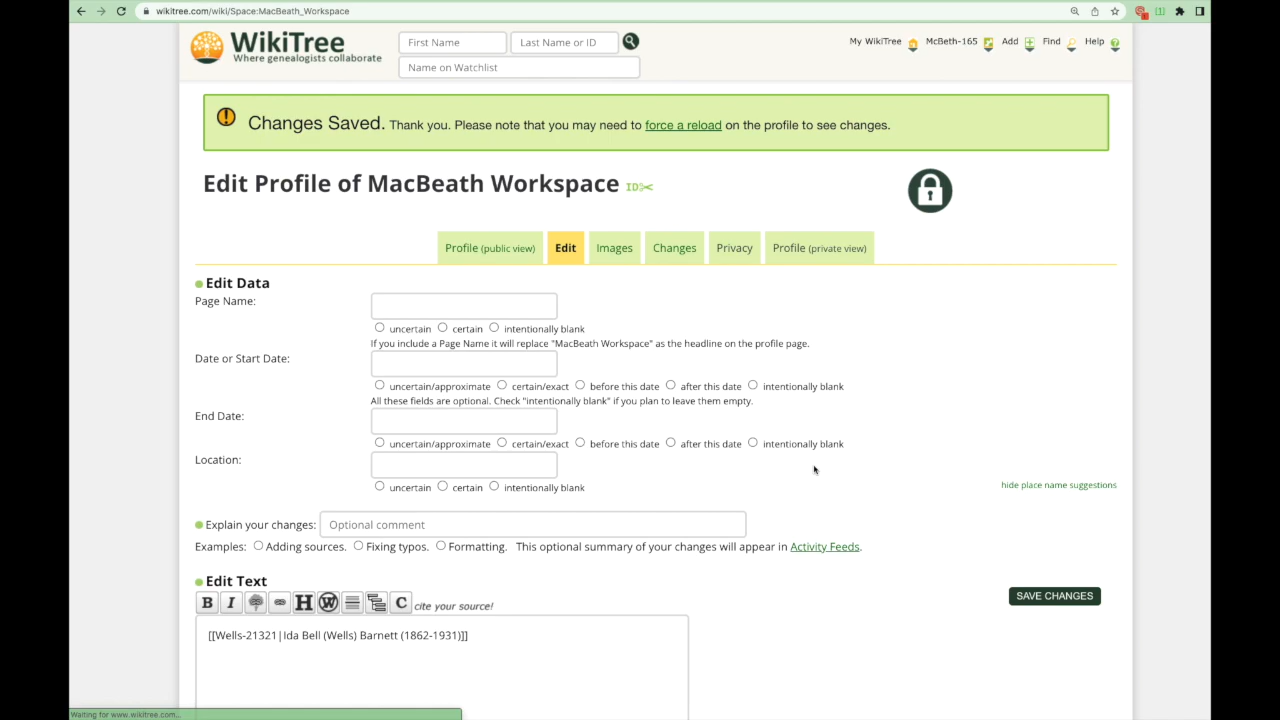 wikitree.com/wiki/Space:MacBeath_Workspace
WikiTree
Where genealogists collaborate
First Name
Last Name or ID
Name on Watchlist
My WikiTree
McBeth-165
Add
Find
Help
Changes Saved. Thank you. Please note that you may need to force a reload on the profile to see changes.
Edit Profile of MacBeath Workspace ID
Profile (public view)
Edit
Images
Changes
Privacy
Profile (private view)
Edit Data
Page Name:
uncertain certain intentionally blank
If you include a Page Name it will replace "MacBeath Workspace" as the headline on the profile page.
Date or Start Date:
uncertain/approximate certain/exact before this date after this date intentionally blank
All these fields are optional. Check "intentionally blank" if you plan to leave them empty.
End Date:
uncertain/approximate certain/exact before this date after this date intentionally blank
Location:
uncertain certain intentionally blank
hide place name suggestions
Explain your changes: Optional comment
Examples: Adding sources. Fixing typos. Formatting. This optional summary of your changes will appear in Activity Feeds.
Edit Text
SAVE CHANGES
B I H W C cite your source!
[[Wells-21321|Ida Bell (Wells) Barnett (1862-1931)]]
Waiting for www.wikitree.com...